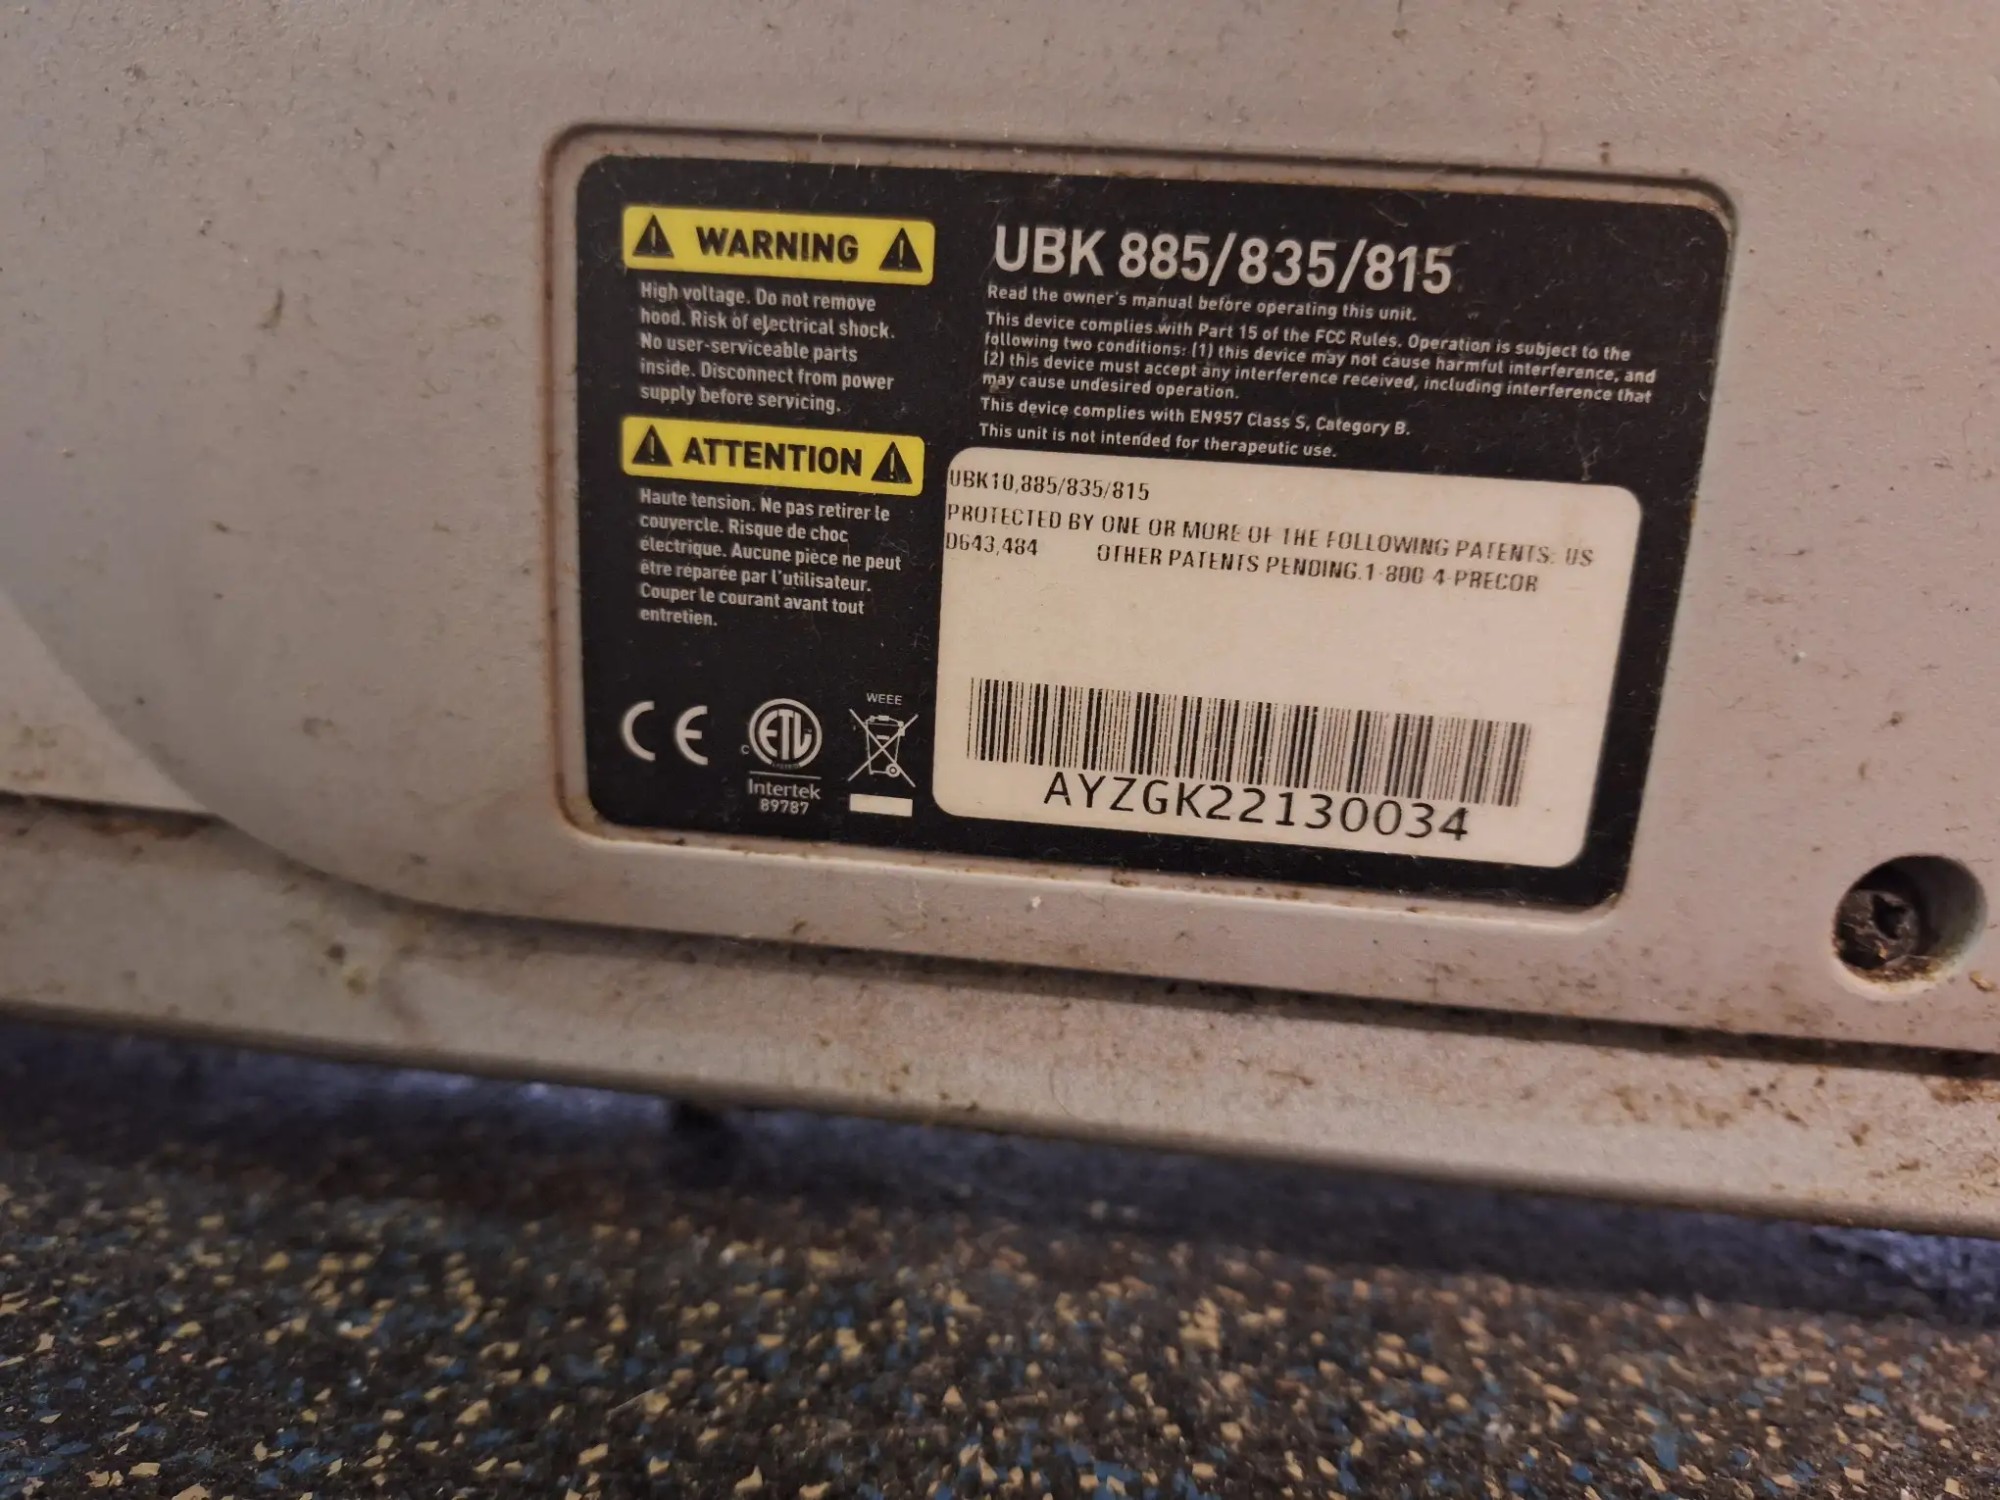 WARNING
High voltage. Do not remove
hood. Risk of electrical shock.
No user-serviceable parts
inside. Disconnect from power
supply before servicing.
ATTENTION
Haute tension. Ne pas retirer le
couvercle. Risque de choc
électrique. Aucune pièce ne peut
être réparée par l'utilisateur.
Couper le courant avant tout
entretien.
CE
C
ETL
Intertek
89787
WEEE
UBK 885/835/815
Read the owner's manual before operating this unit.
This device complies with Part 15 of the FCC Rules. Operation is subject to the
following two conditions: (1) this device may not cause harmful interference, and
(2) this device must accept any interference received, including interference that
may cause undesired operation.
This device complies with EN957 Class S, Category B.
This unit is not intended for therapeutic use.
UBK10,885/835/815
PROTECTED BY ONE OR MORE OF THE FOLLOWING PATENTS: US
D643,484 OTHER PATENTS PENDING.1-800-4-PRECOR
AYZGK22130034